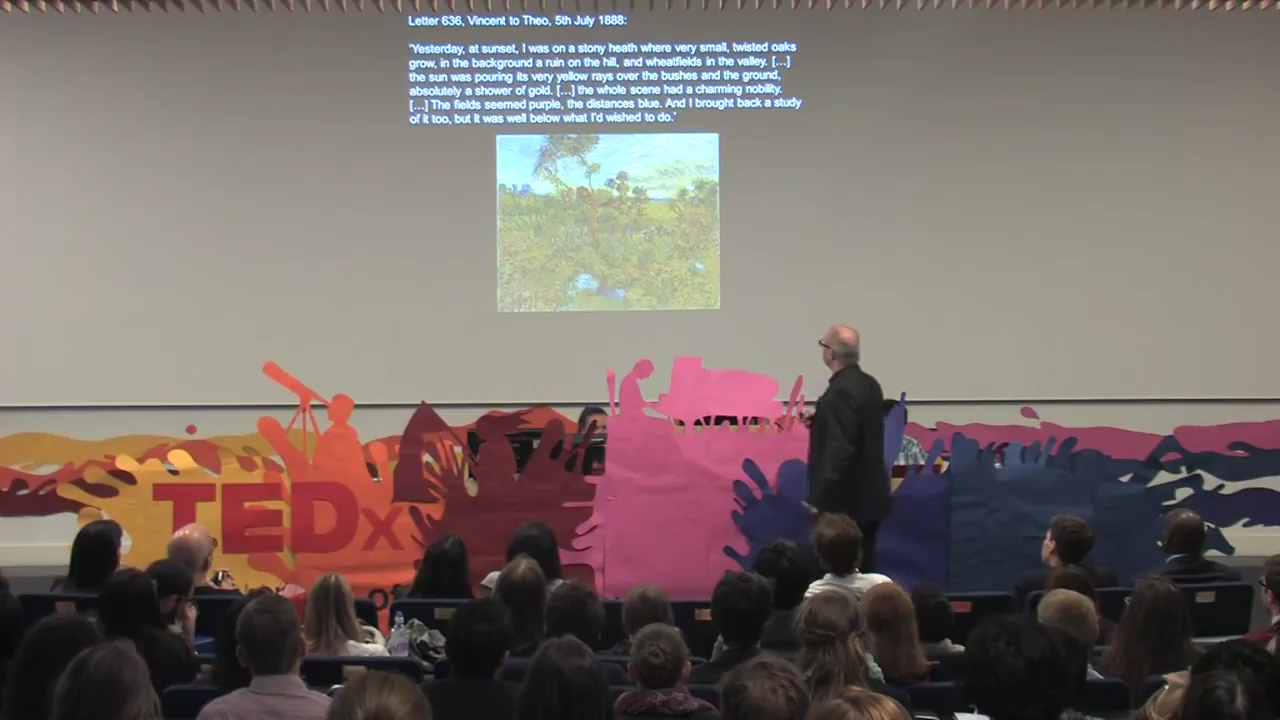 Letter 636, Vincent to Theo, 5th July 1888:
'Yesterday, at sunset, I was on a stony heath where very small, twisted oaks
grow, in the background a ruin on the hill, and wheatfields in the valley. [...]
the sun was pouring its very yellow rays over the bushes and the ground,
absolutely a shower of gold. [...] the whole scene had a charming nobility.
[...] The fields seemed purple, the distances blue. And I brought back a study
of it too, but it was well below what I'd wished to do.'
TEDx